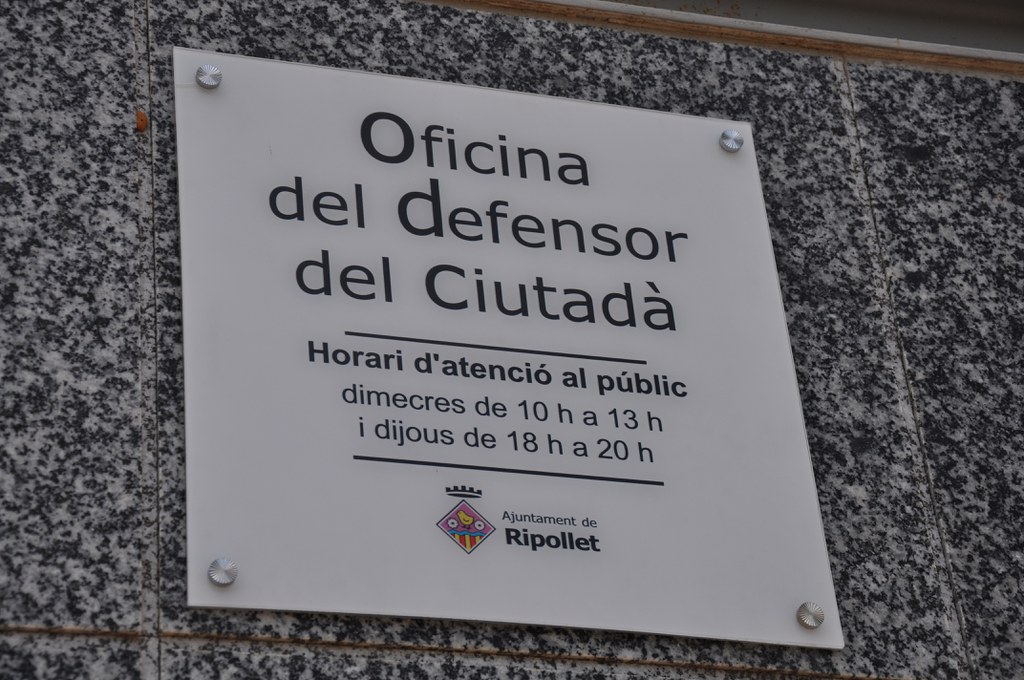 Oficina
del defensor
del Ciutadà
Horari d'atenció al públic
dimecres de 10 h a 13 h
i dijous de 18 h a 20 h
Ajuntament de
Ripollet